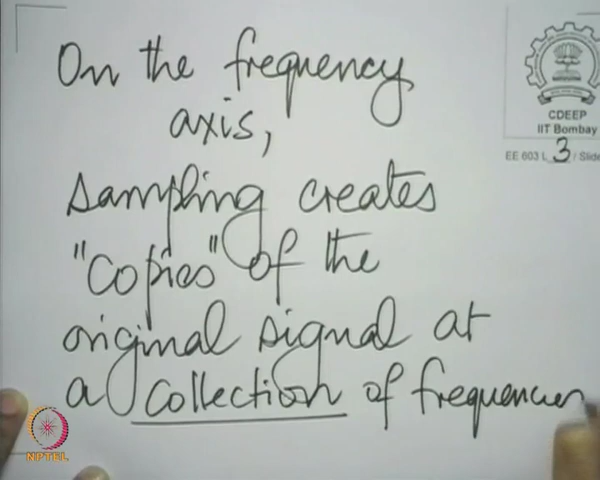 On the frequency
axis,
sampling creates
"copies" of the
original signal at
a collection of frequencies
CDEEP
IIT Bombay
EE 603 L 3 / Slide
NPTEL